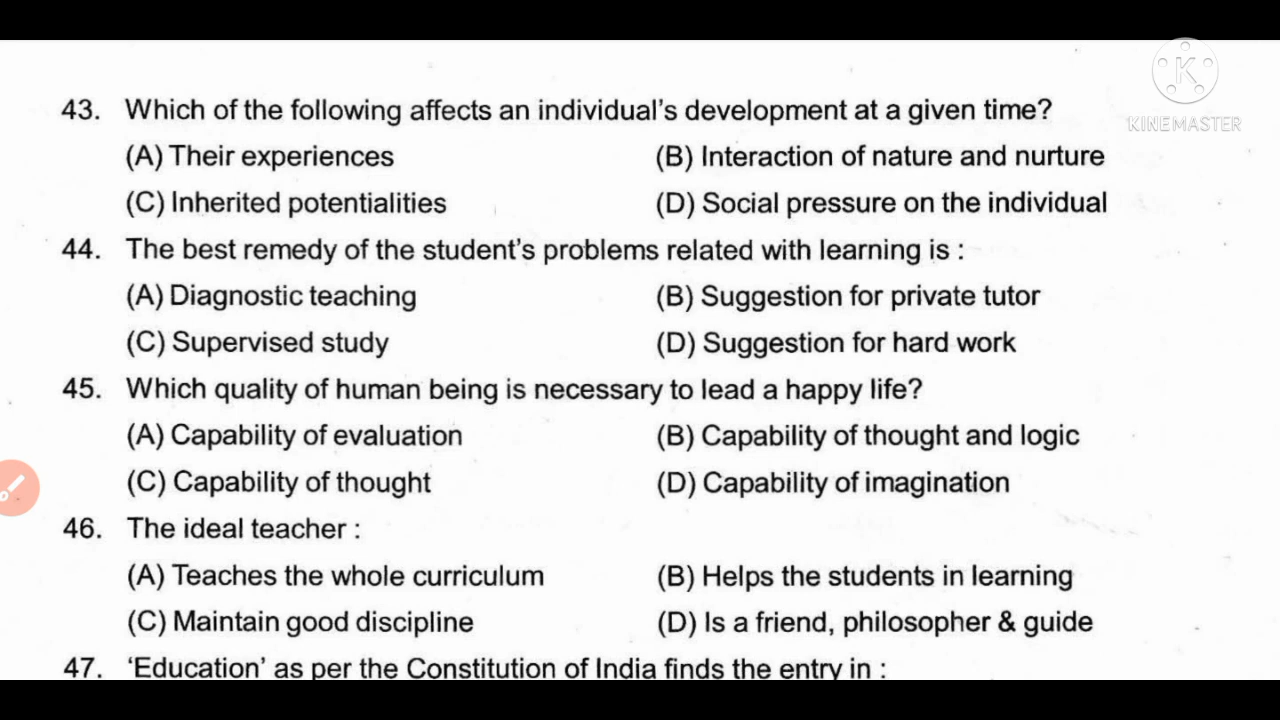 K
KINEMASTER
43. Which of the following affects an individual's development at a given time?
(A) Their experiences (B) Interaction of nature and nurture
(C) Inherited potentialities (D) Social pressure on the individual
44. The best remedy of the student's problems related with learning is :
(A) Diagnostic teaching (B) Suggestion for private tutor
(C) Supervised study (D) Suggestion for hard work
45. Which quality of human being is necessary to lead a happy life?
(A) Capability of evaluation (B) Capability of thought and logic
(C) Capability of thought (D) Capability of imagination
46. The ideal teacher :
(A) Teaches the whole curriculum (B) Helps the students in learning
(C) Maintain good discipline (D) Is a friend, philosopher & guide
47. ‘Education’ as per the Constitution of India finds the entry in :